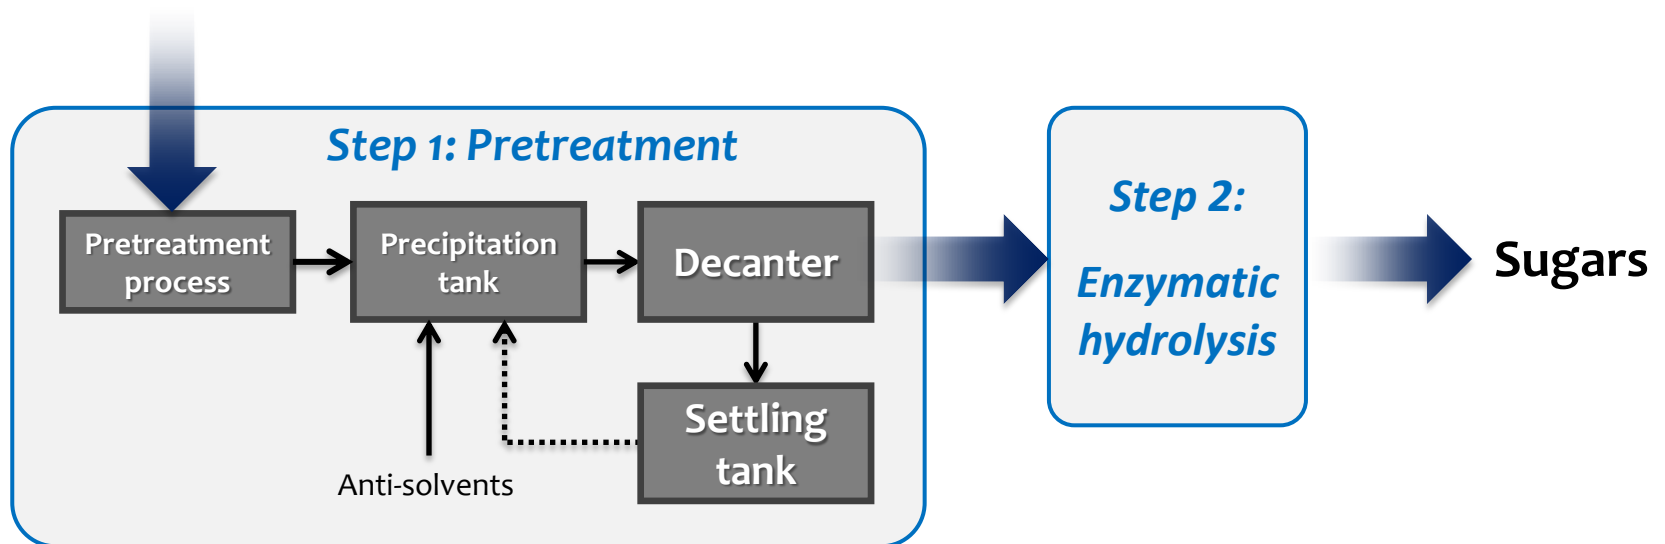 Step 1: Pretreatment
Pretreatment
process
Precipitation
tank
Decanter
Settling
tank
Anti-solvents
Step 2:
Enzymatic
hydrolysis
Sugars